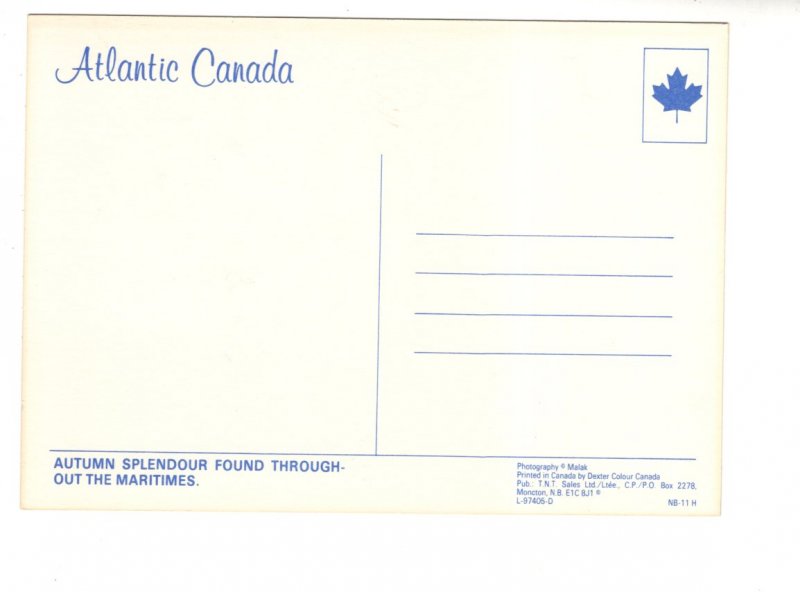 Atlantic Canada
AUTUMN SPLENDOUR FOUND THROUGH-
OUT THE MARITIMES.
Photography © Malak
Printed in Canada by Dexter Colour Canada
Pub.: T.N.T. Sales Ltd./Ltée., C.P./P.O. Box 2278,
Moncton, N.B. E1C 8J1 ®
L-97405-D
NB-11 H